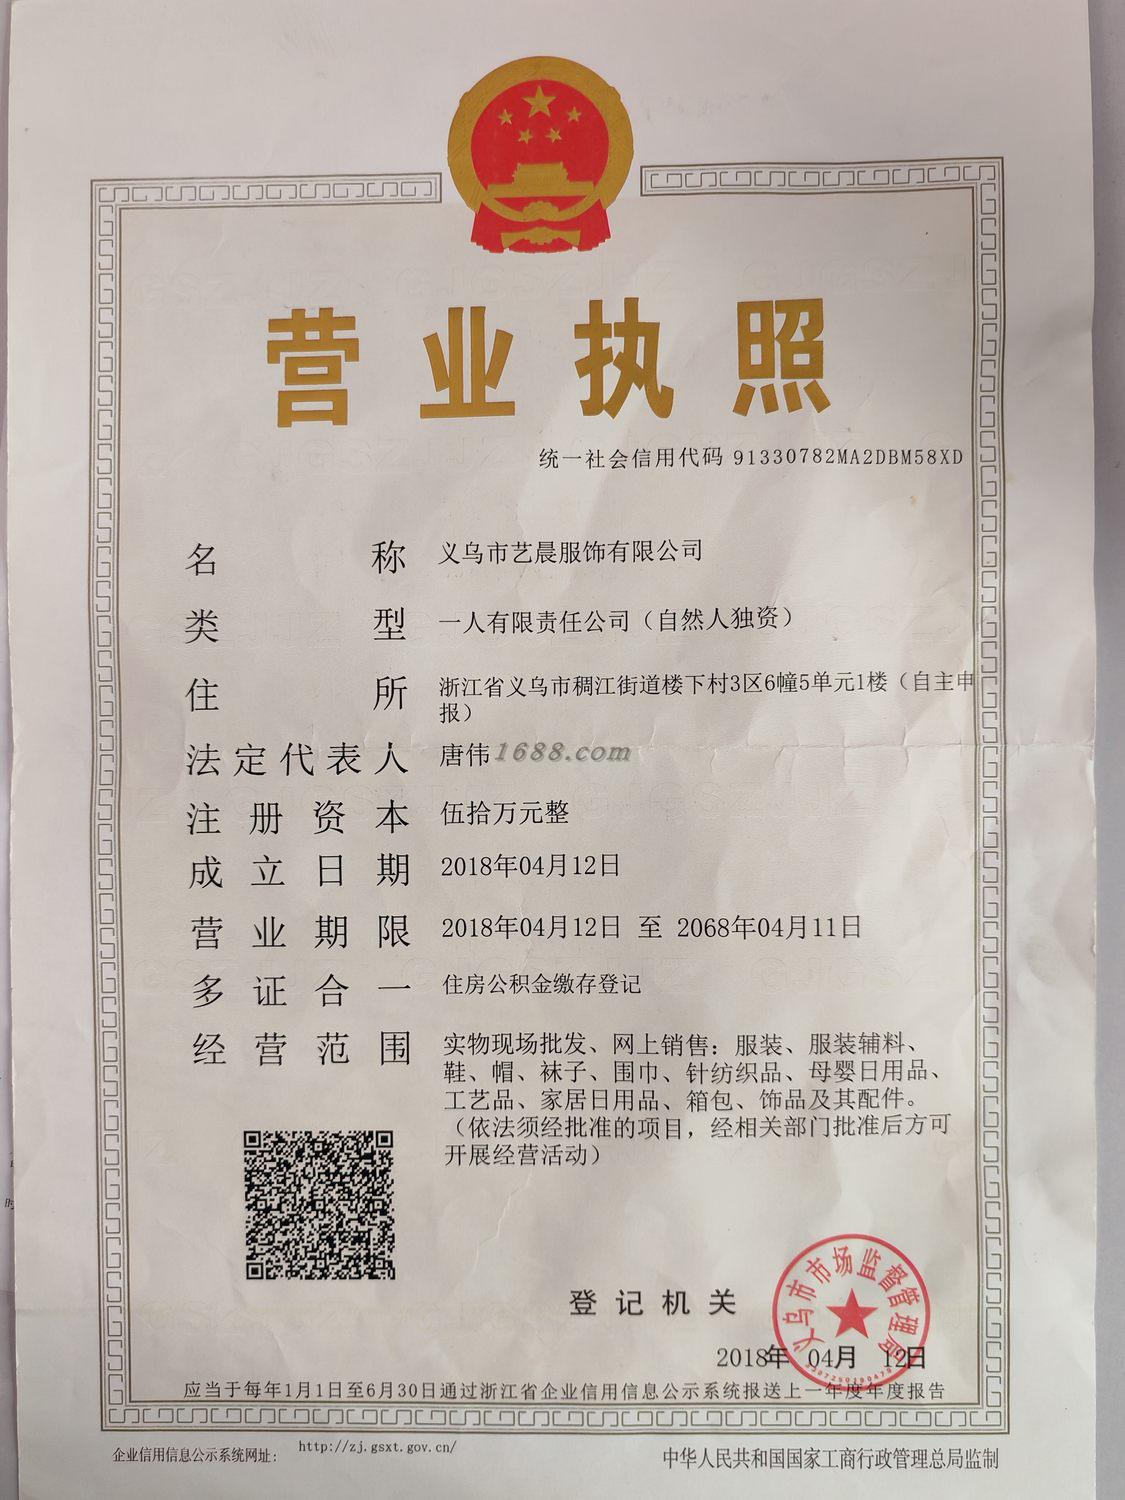 营业执照
统一社会信用代码 91330782MA2DBM58XD
名称 义乌市艺晨服饰有限公司
类型 一人有限责任公司（自然人独资）
住所 浙江省义乌市稠江街道楼下村3区6幢5单元1楼（自主申
报）
法定代表人 唐伟
1688.com
注册资本 伍拾万元整
成立日期 2018年04月12日
营业期限 2018年04月12日 至 2068年04月11日
多证合一 住房公积金缴存登记
经营范围 实物现场批发、网上销售：服装、服装辅料、
鞋、帽、袜子、围巾、针纺织品、母婴日用品、
工艺品、家居日用品、箱包、饰品及其配件。
（依法须经批准的项目，经相关部门批准后方可
开展经营活动）
登记机关
义乌市市场监督管理局
2018年 04月 12日
应当于每年1月1日至6月30日通过浙江省企业信用信息公示系统报送上一年度年度报告
企业信用信息公示系统网址：http://zj.gsxt.gov.cn/
中华人民共和国国家工商行政管理总局监制